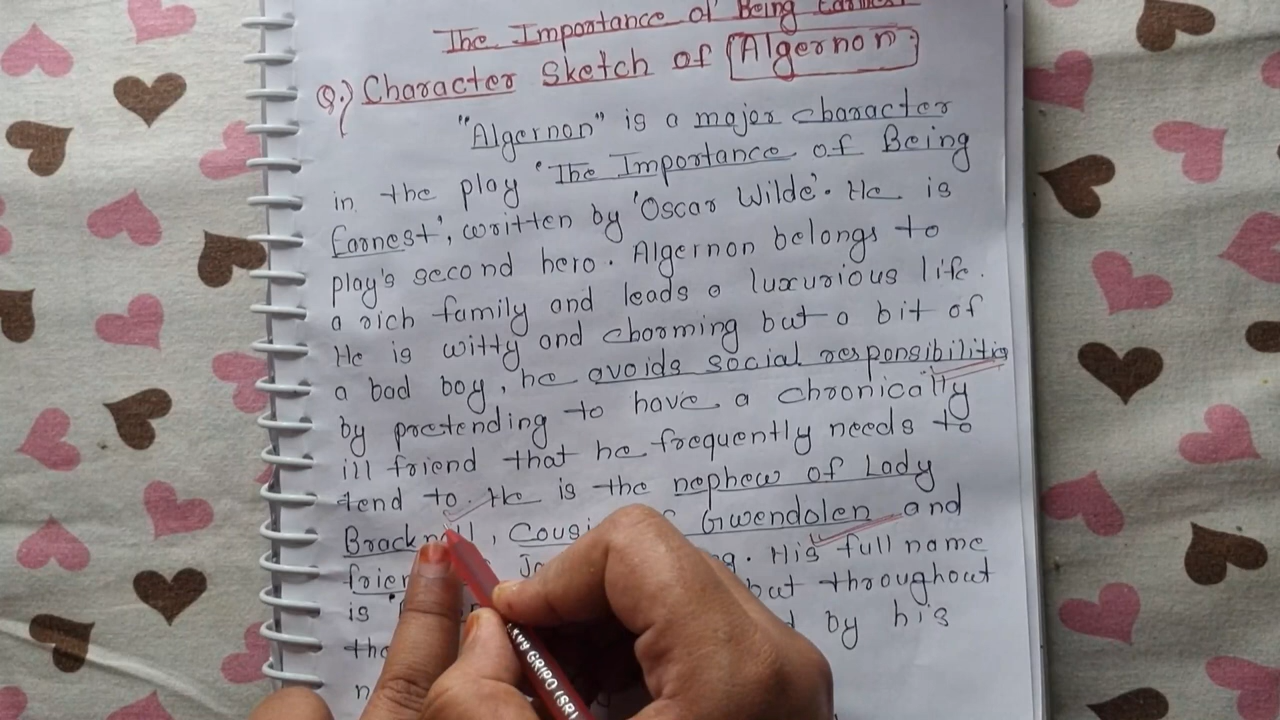 The Importance of Being Earnest
Q.) Character Sketch of Algernon
"Algernon" is a major character
in the play 'The Importance of Being
Earnest', written by 'Oscar Wilde'. He is
play's second hero. Algernon belongs to
a rich family and leads a luxurious life.
He is witty and charming but a bit of
a bad boy, he avoids social responsibilitis
by pretending to have a chronically
ill friend that he frequently needs to
tend to. He is the nephew of Lady
Gwendolen and
His full name
is but throughout
by his
GRIPO (SR)